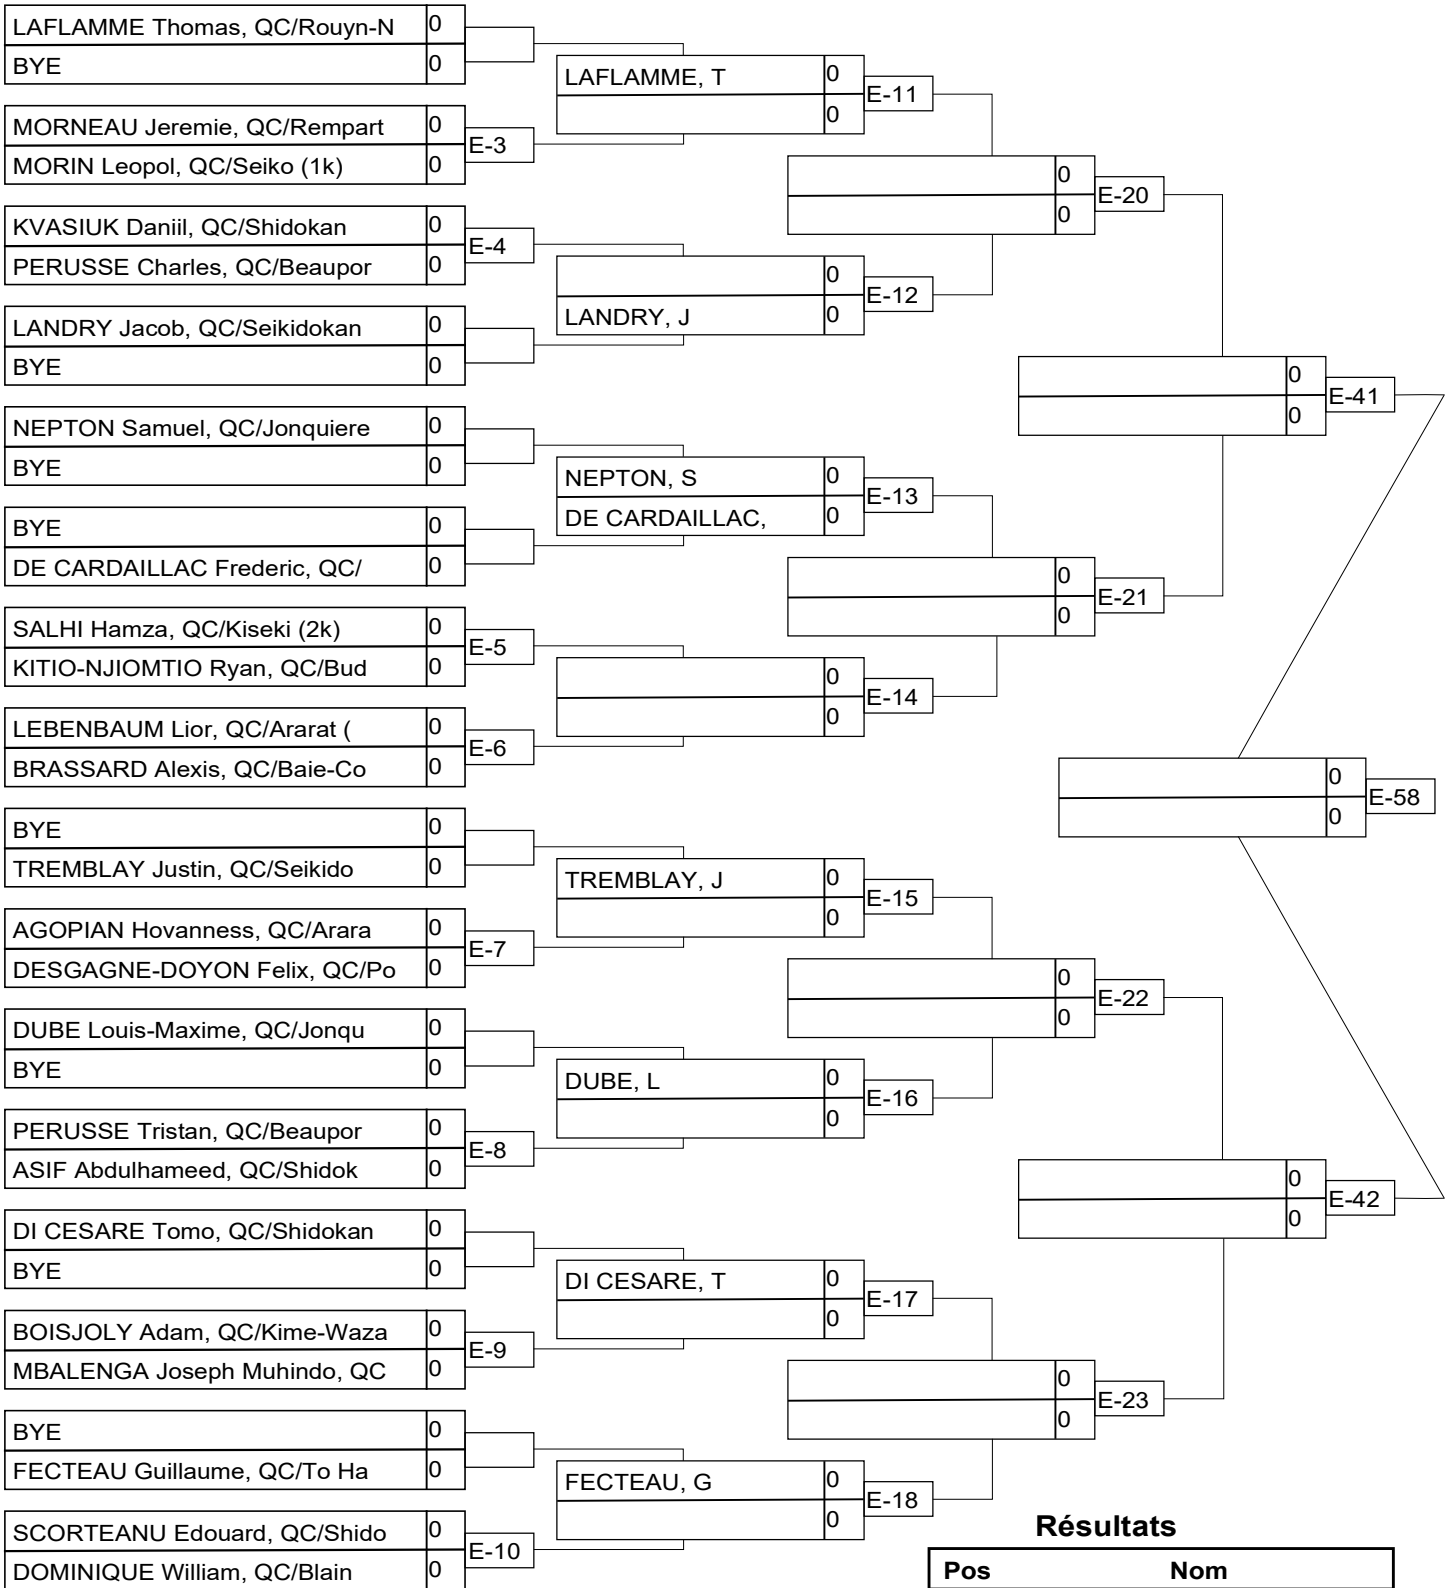 LAFLAMME Thomas, QC/Rouyn-N 0
BYE 0
MORNEAU Jeremie, QC/Rempart 0
MORIN Leopol, QC/Seiko (1k) 0
E-3
KVASIUK Daniil, QC/Shidokan 0
PERUSSE Charles, QC/Beaupor 0
E-4
LANDRY Jacob, QC/Seikidokan 0
BYE 0
NEPTON Samuel, QC/Jonquiere 0
BYE 0
BYE 0
DE CARDAILLAC Frederic, QC/ 0
SALHI Hamza, QC/Kiseki (2k) 0
KITIO-NJIOMTIO Ryan, QC/Bud 0
E-5
LEBENBAUM Lior, QC/Ararat ( 0
BRASSARD Alexis, QC/Baie-Co 0
E-6
BYE 0
TREMBLAY Justin, QC/Seikido 0
AGOPIAN Hovanness, QC/Arara 0
DESGAGNE-DOYON Felix, QC/Po 0
E-7
DUBE Louis-Maxime, QC/Jonqu 0
BYE 0
PERUSSE Tristan, QC/Beaupor 0
ASIF Abdulhameed, QC/Shidok 0
E-8
DI CESARE Tomo, QC/Shidokan 0
BYE 0
BOISJOLY Adam, QC/Kime-Waza 0
MBALENGA Joseph Muhindo, QC 0
E-9
BYE 0
FECTEAU Guillaume, QC/To Ha 0
SCORTEANU Edouard, QC/Shido 0
DOMINIQUE William, QC/Blain 0
E-10
LAFLAMME, T 0
0
E-11
0
LANDRY, J 0
E-12
NEPTON, S 0
DE CARDAILLAC, 0
E-13
0
0
E-14
TREMBLAY, J 0
0
E-15
DUBE, L 0
0
E-16
DI CESARE, T 0
0
E-17
FECTEAU, G 0
0
E-18
0
0
E-20
0
0
E-21
0
0
E-22
0
0
E-23
0
0
E-41
0
0
E-42
0
0
E-58
Résultats
Pos Nom